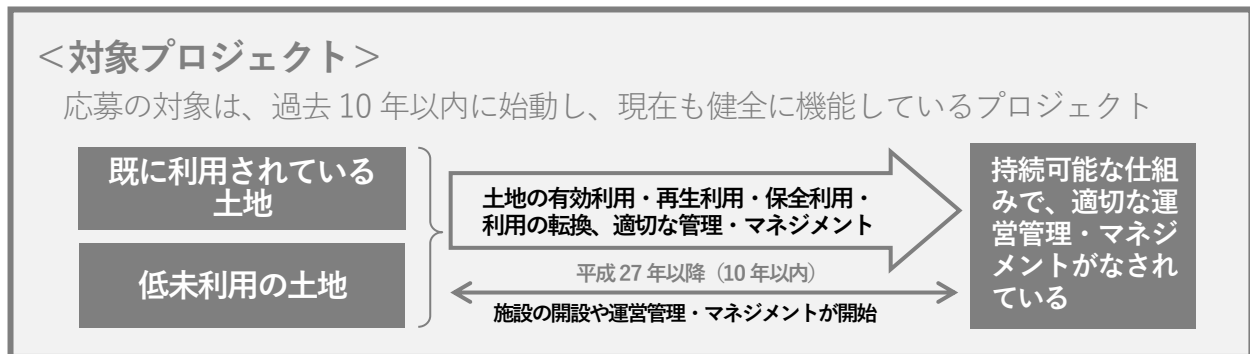 ＜対象プロジェクト＞
応募の対象は、過去 10 年以内に始動し、現在も健全に機能しているプロジェクト
既に利用されている
土地
低未利用の土地
土地の有効利用・再生利用・保全利用・
利用の転換、適切な管理・マネジメント
平成 27 年以降（10 年以内）
施設の開設や運営管理・マネジメントが開始
持続可能な仕組
みで、適切な運
営管理・マネジ
メントがなされ
ている